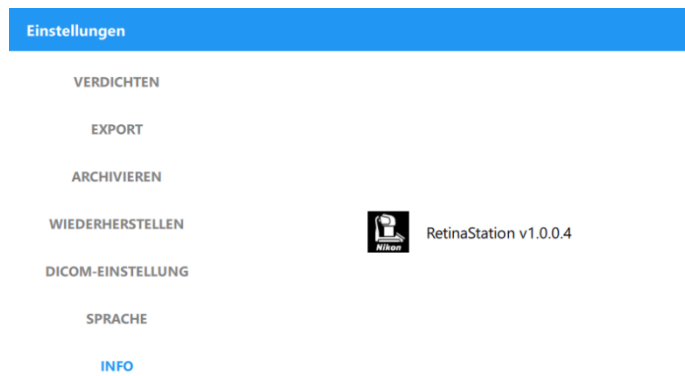 Einstellungen
VERDICHTEN
EXPORT
ARCHIVIEREN
WIEDERHERSTELLEN
DICOM-EINSTELLUNG
SPRACHE
INFO
Nikon
RetinaStation v1.0.0.4